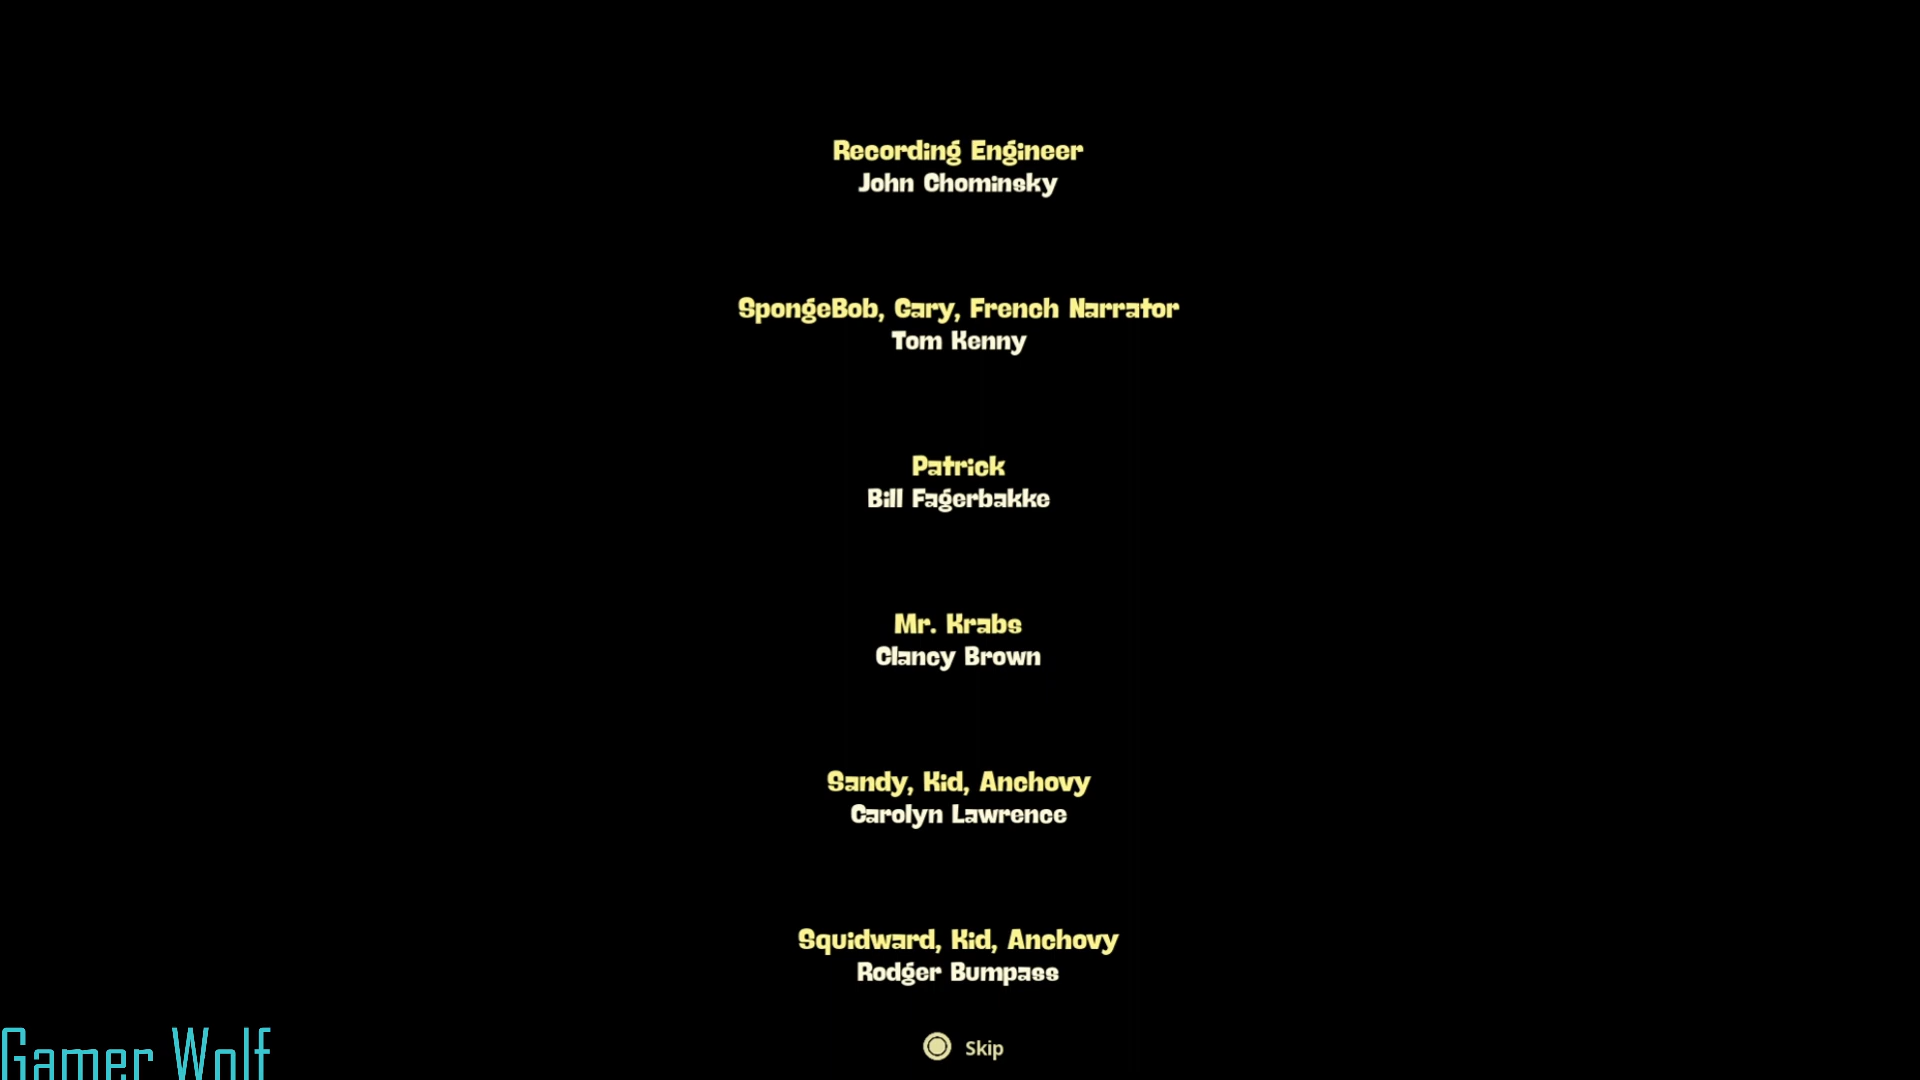 Recording Engineer
John Chominsky
SpongeBob, Gary, French Narrator
Tom Kenny
Patrick
Bill Fagerbakke
Mr. Krabs
Clancy Brown
Sandy, Kid, Anchovy
Carolyn Lawrence
Squidward, Kid, Anchovy
Rodger Bumpass
Skip
Gamer Wolf